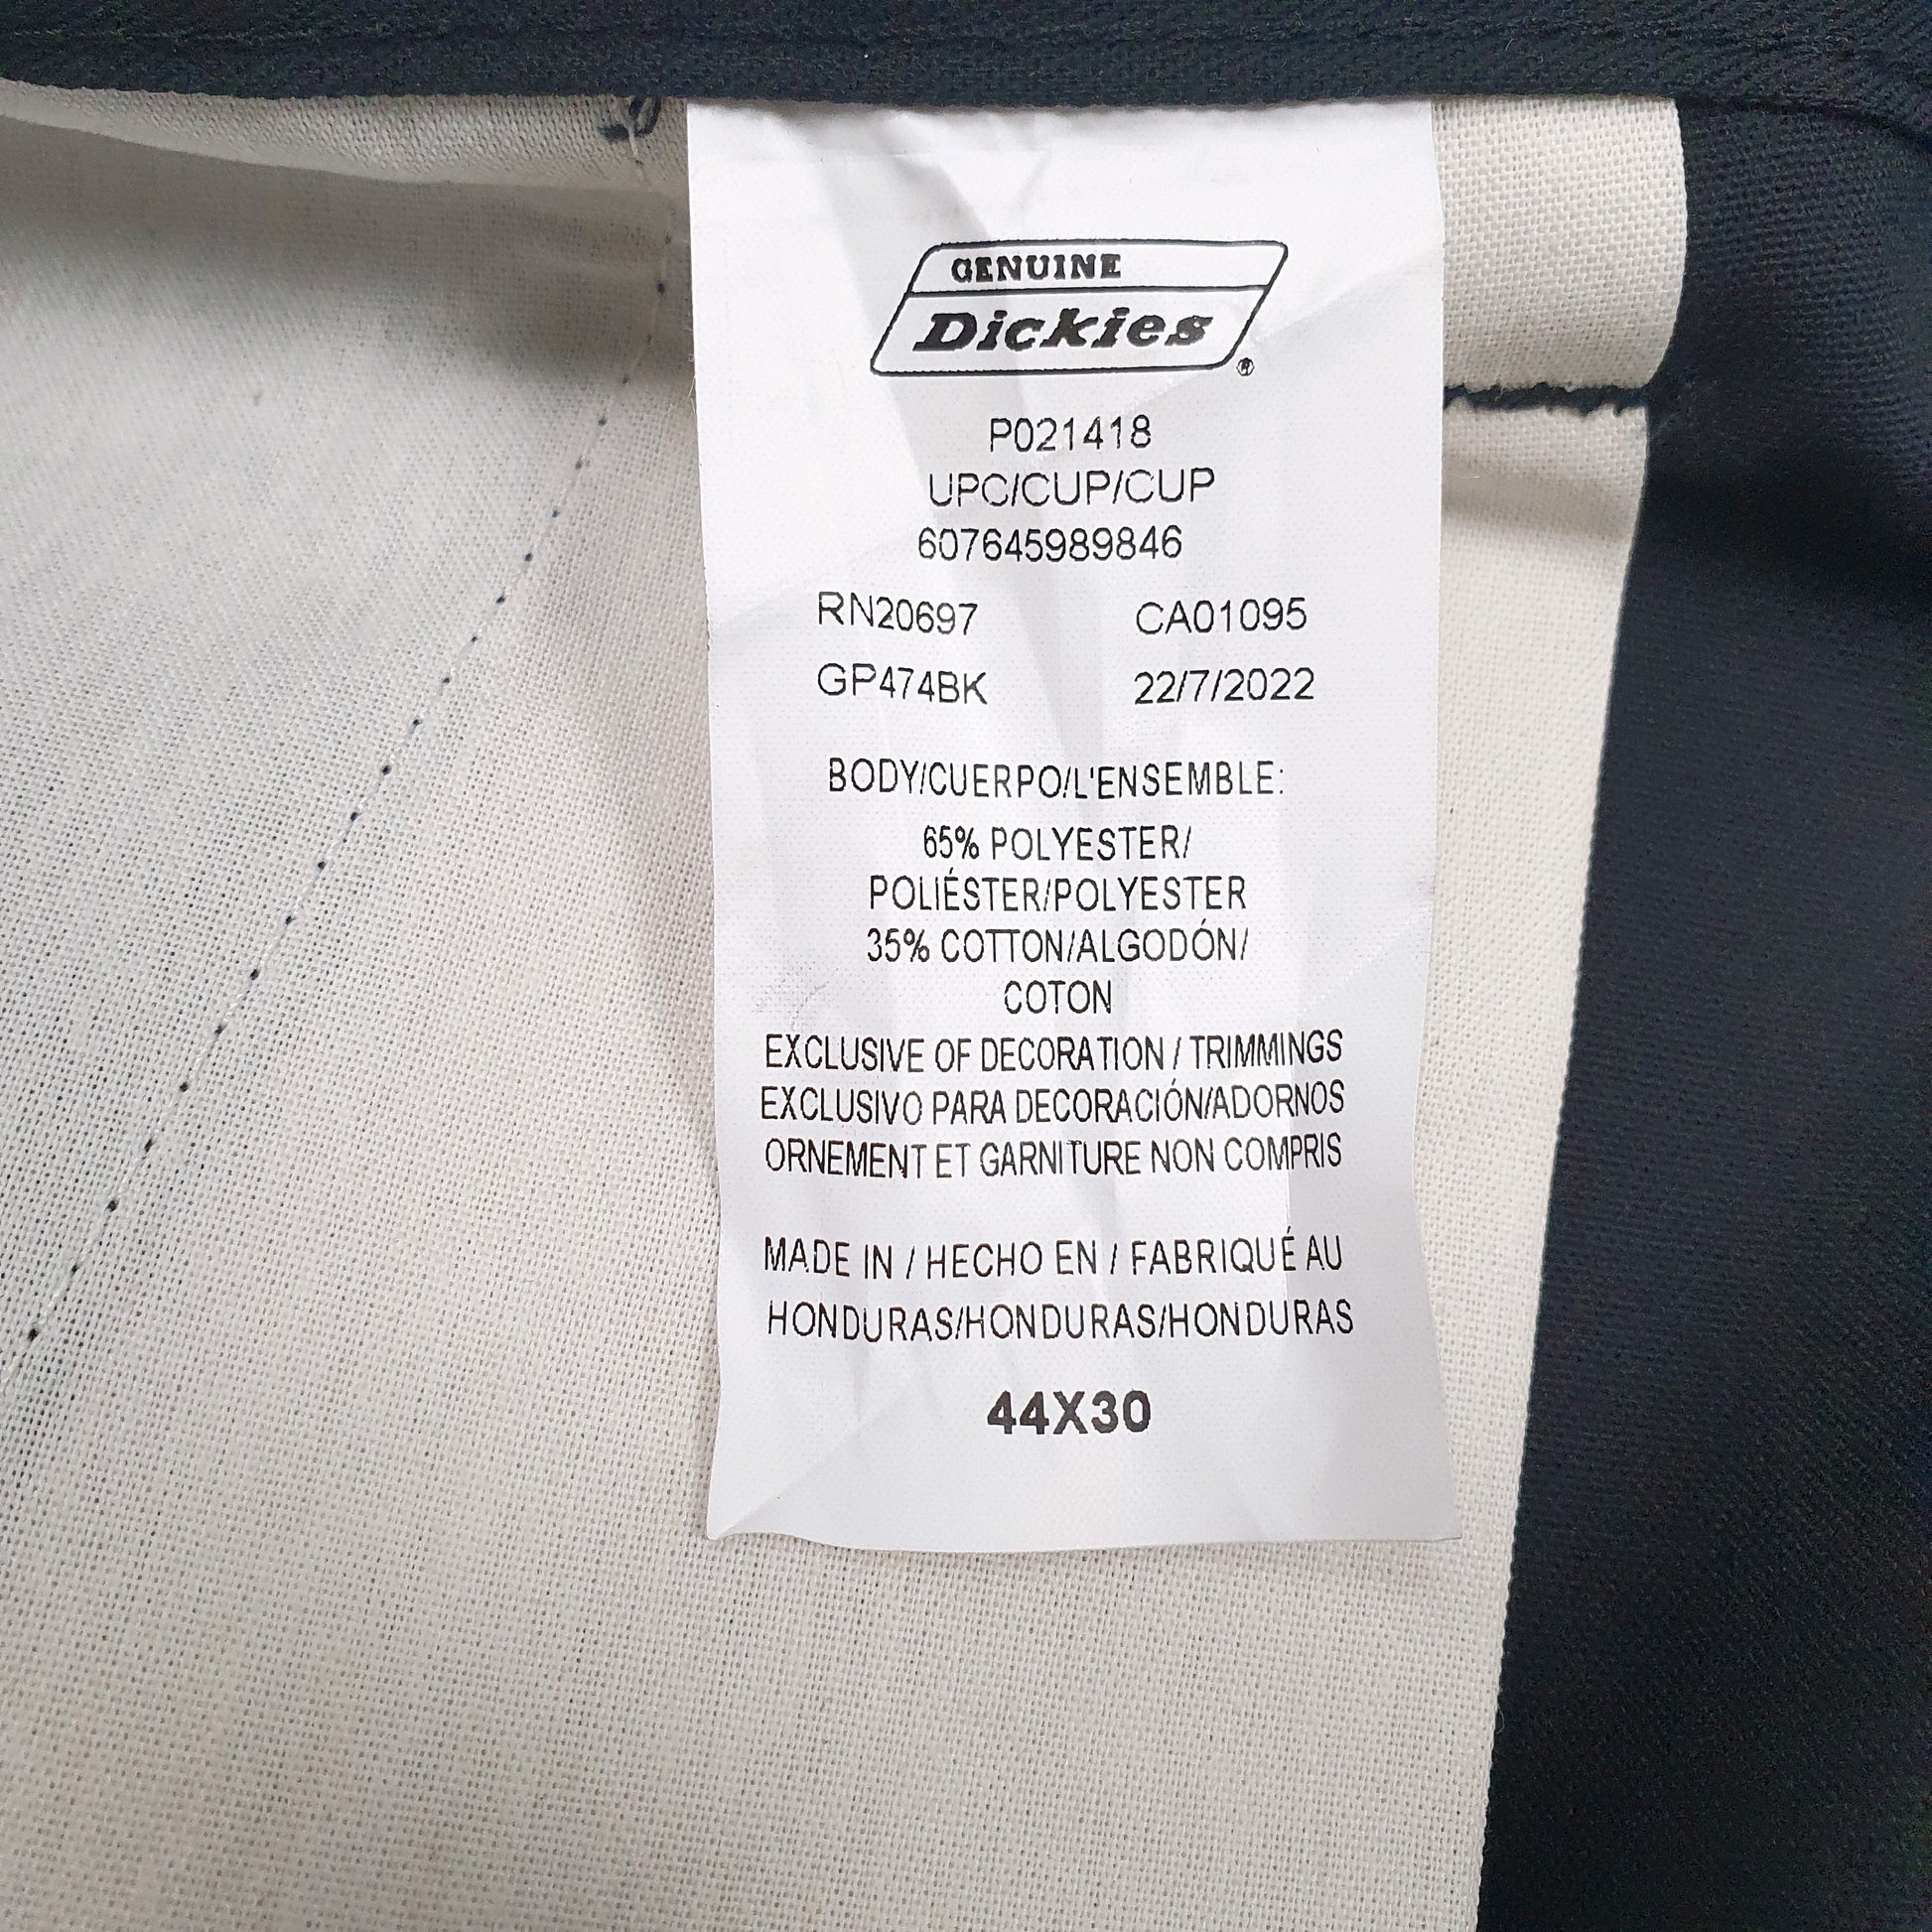 GENUINE
Dickies
®
P021418
UPC/CUP/CUP
607645989846
RN20697 CA01095
GP474BK 22/7/2022
BODY/CUERPO/L'ENSEMBLE:
65% POLYESTER/
POLIÉSTER/POLYESTER
35% COTTON/ALGODÓN/
COTON
EXCLUSIVE OF DECORATION / TRIMMINGS
EXCLUSIVO PARA DECORACIÓN/ADORNOS
ORNEMENT ET GARNITURE NON COMPRIS
MADE IN / HECHO EN / FABRIQUÉ AU
HONDURAS/HONDURAS/HONDURAS
44X30